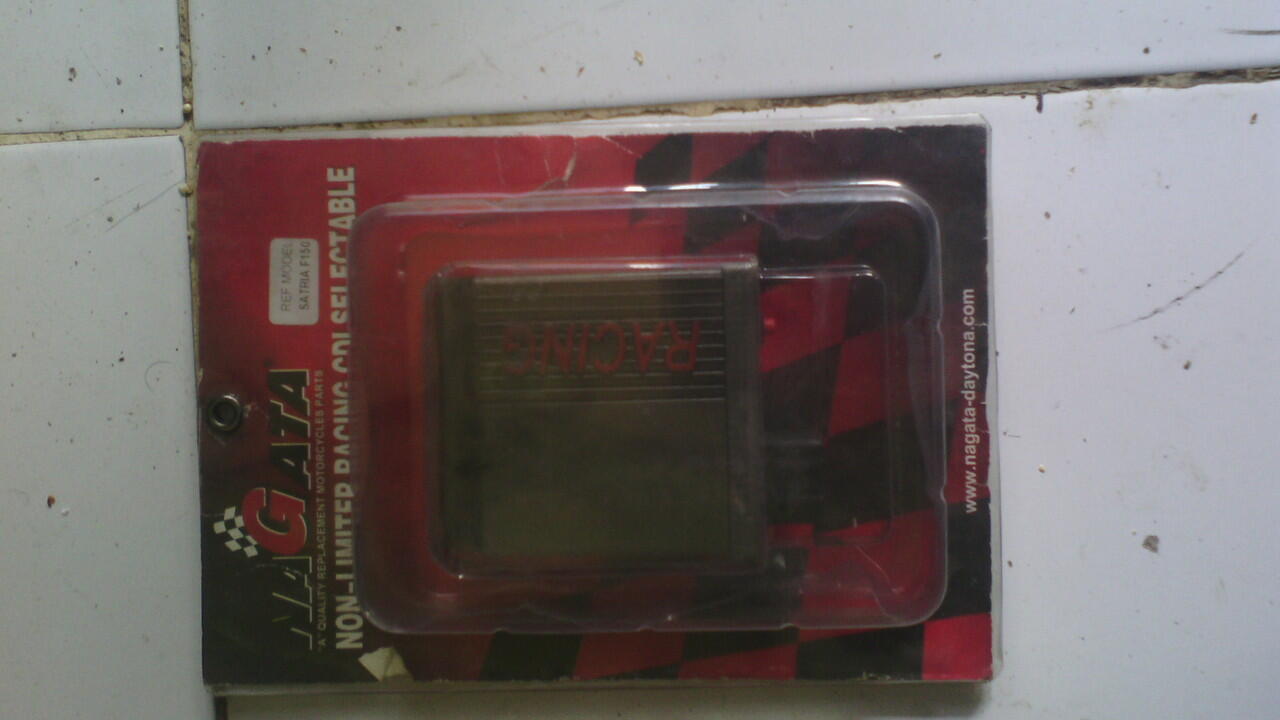 NAGATA
"A" QUALITY REPLACEMENT MOTORCYCLES PARTS
REF MODEL
SATRIA F150
NON-LIMITER RACING CDI SELECTABLE
RACING
www.nagata-daytona.com